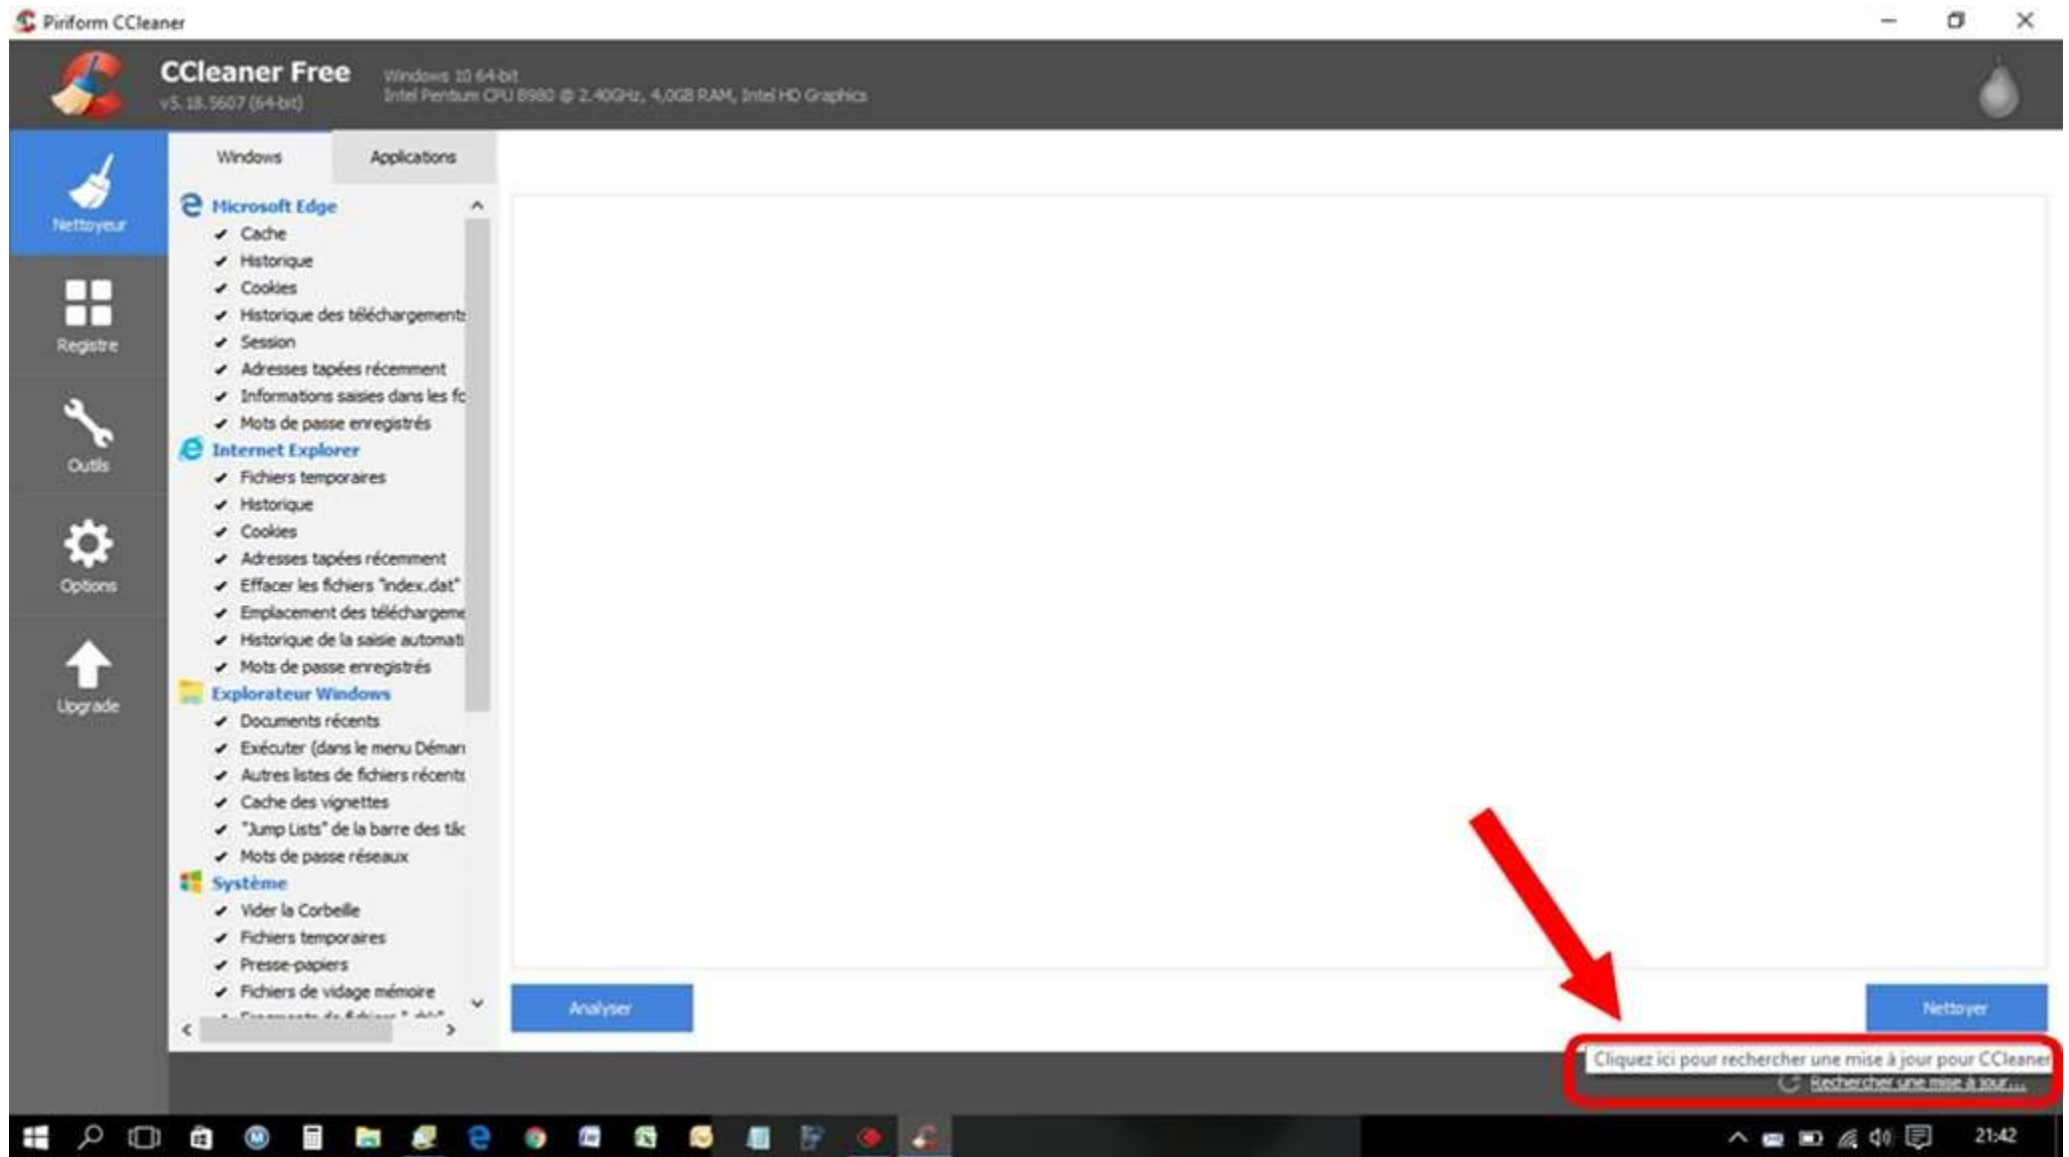 Piriform CCleaner
CCleaner Free
v5.18.5607 (64-bit)
Windows 10 64-bit
Intel Pentium CPU B980 @ 2.40GHz, 4,0GB RAM, Intel HD Graphics
Nettoyeur
Registre
Outils
Options
Upgrade
Windows
Applications
Microsoft Edge
Cache
Historique
Cookies
Historique des téléchargements
Session
Adresses tapées récemment
Informations saisies dans les fo
Mots de passe enregistrés
Internet Explorer
Fichiers temporaires
Historique
Cookies
Adresses tapées récemment
Effacer les fichiers "index.dat"
Emplacement des téléchargeme
Historique de la saisie automati
Mots de passe enregistrés
Explorateur Windows
Documents récents
Exécuter (dans le menu Démarr
Autres listes de fichiers récents
Cache des vignettes
"Jump Lists" de la barre des tâc
Mots de passe réseaux
Système
Vider la Corbeille
Fichiers temporaires
Presse-papiers
Fichiers de vidage mémoire
Analyser
Nettoyer
Cliquez ici pour rechercher une mise à jour pour CCleaner
Rechercher une mise à jour...
21:42